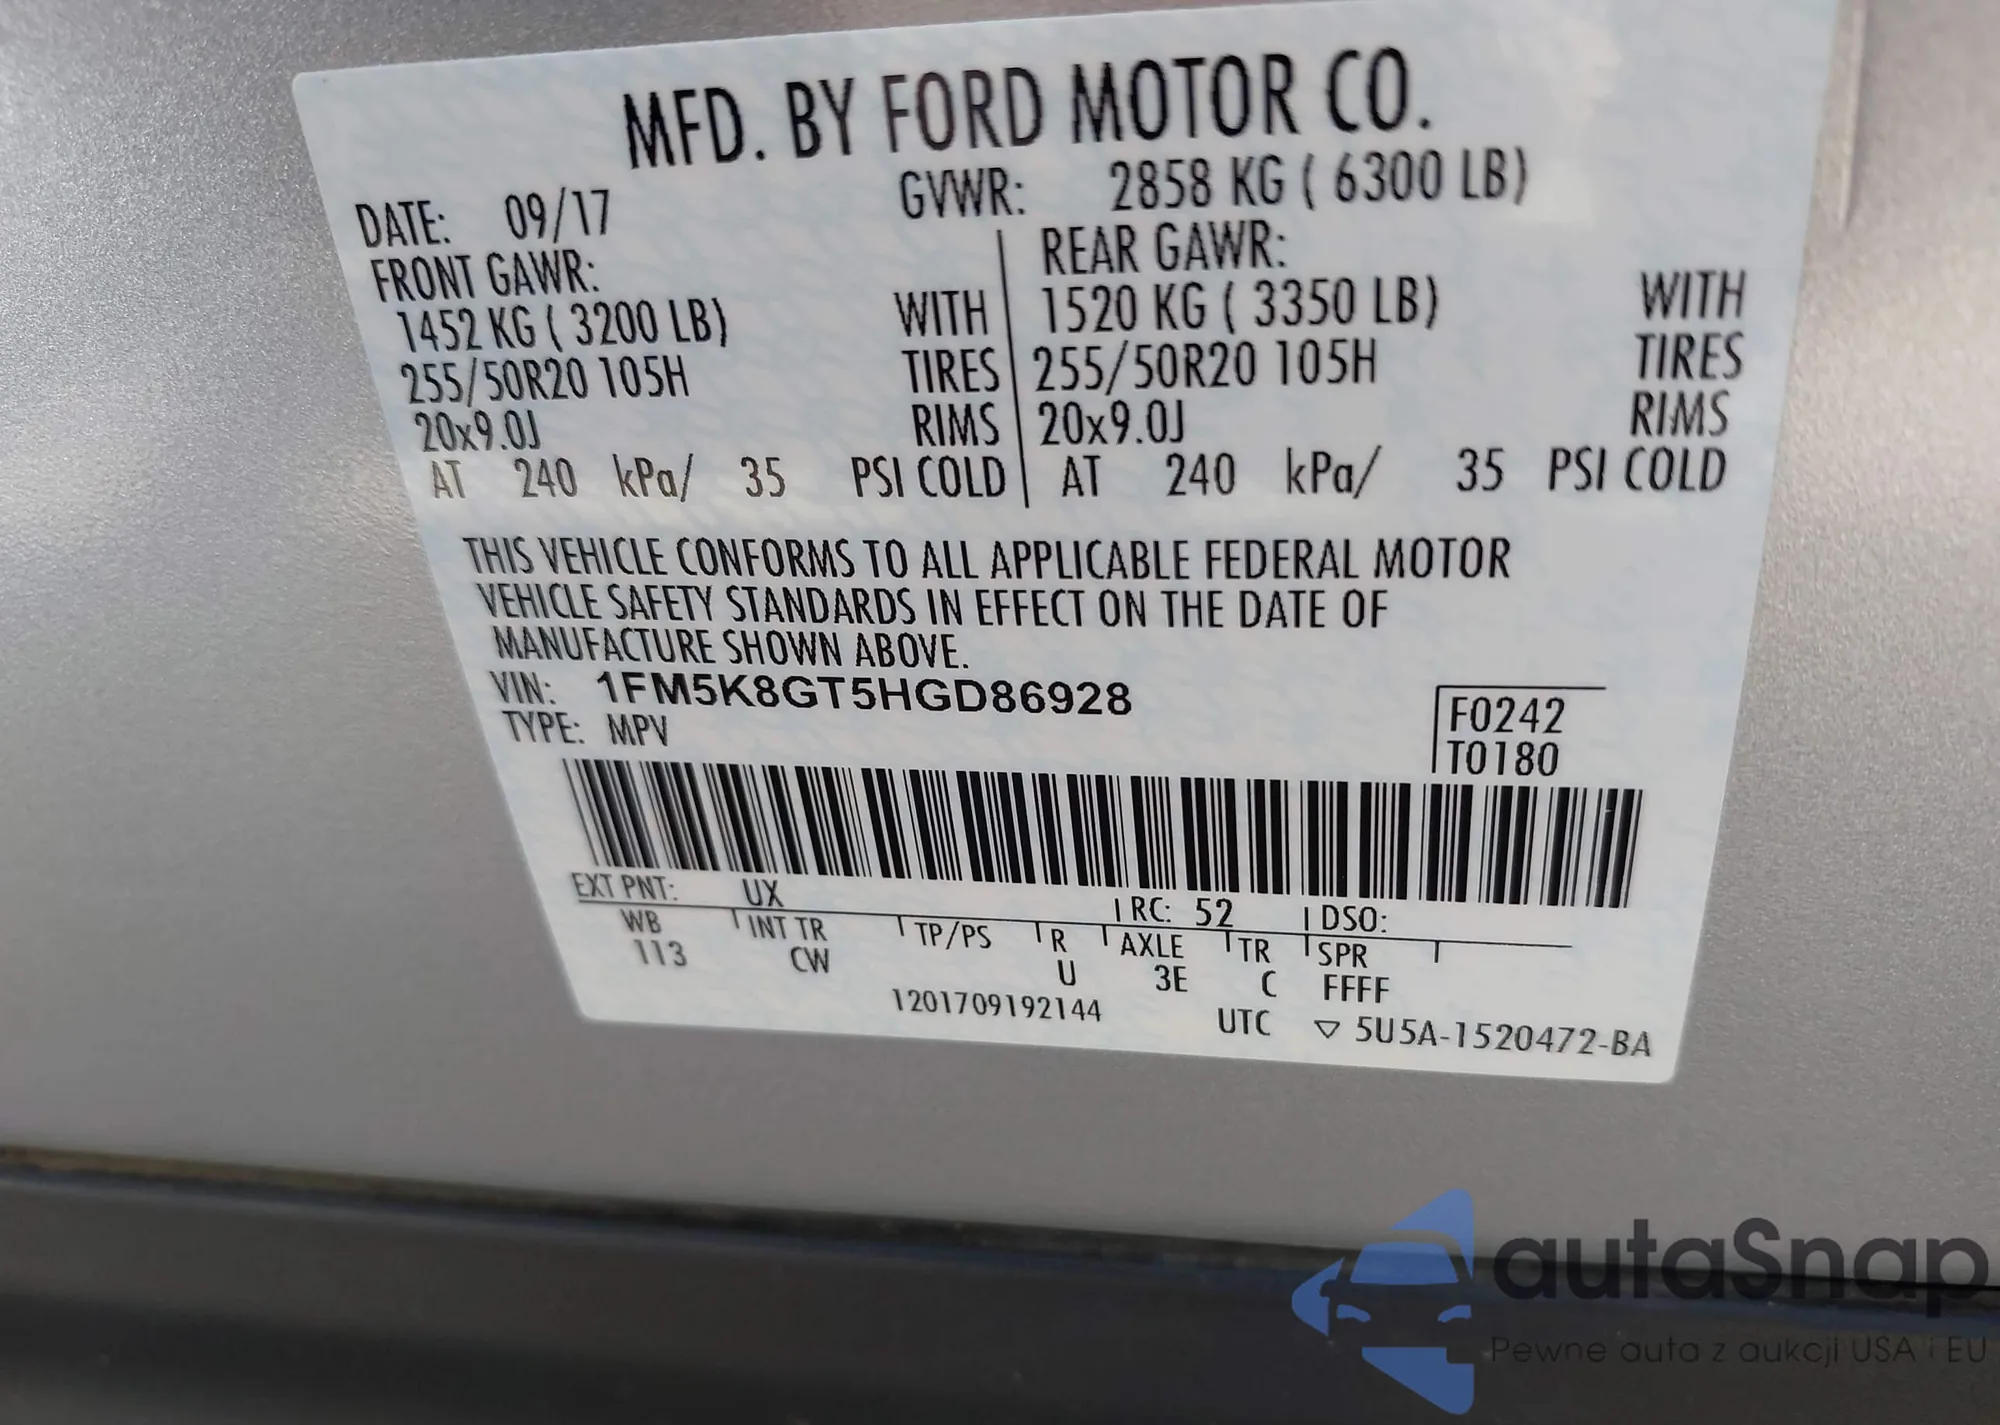 MFD. BY FORD MOTOR CO.
DATE: 09/17 GVWR: 2858 KG ( 6300 LB)
FRONT GAWR: REAR GAWR:
1452 KG ( 3200 LB) WITH 1520 KG ( 3350 LB) WITH
255/50R20 105H TIRES 255/50R20 105H TIRES
20x9.0J RIMS 20x9.0J RIMS
AT 240 kPa/ 35 PSI COLD AT 240 kPa/ 35 PSI COLD
THIS VEHICLE CONFORMS TO ALL APPLICABLE FEDERAL MOTOR
VEHICLE SAFETY STANDARDS IN EFFECT ON THE DATE OF
MANUFACTURE SHOWN ABOVE.
VIN: 1FM5K8GT5HGD86928
TYPE: MPV
F0242
T0180
EXT PNT: UX RC: 52 DSO:
WB INT TR TP/PS R AXLE TR SPR
113 CW U 3E C FFFF
1201709192144 UTC ▽ 5U5A-1520472-BA
autaSnap
Pewne auta z aukcji USA i EU